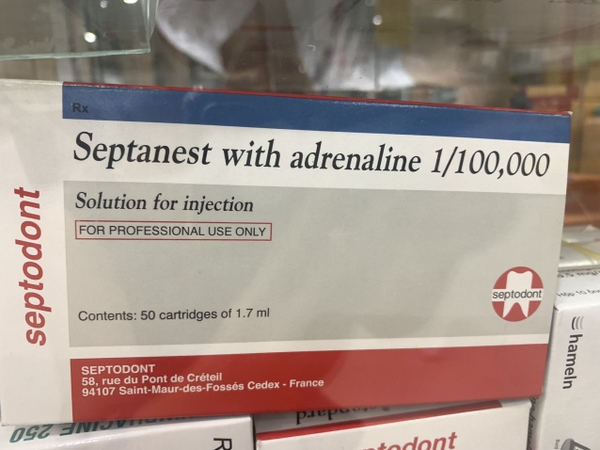 Rx
Septanest with adrenaline 1/100,000
Solution for injection
FOR PROFESSIONAL USE ONLY
septodont
septodont
Contents: 50 cartridges of 1.7 ml
SEPTODONT
58, rue du Pont de Créteil
94107 Saint-Maur-des-Fossés Cedex - France
hameln
250
standard